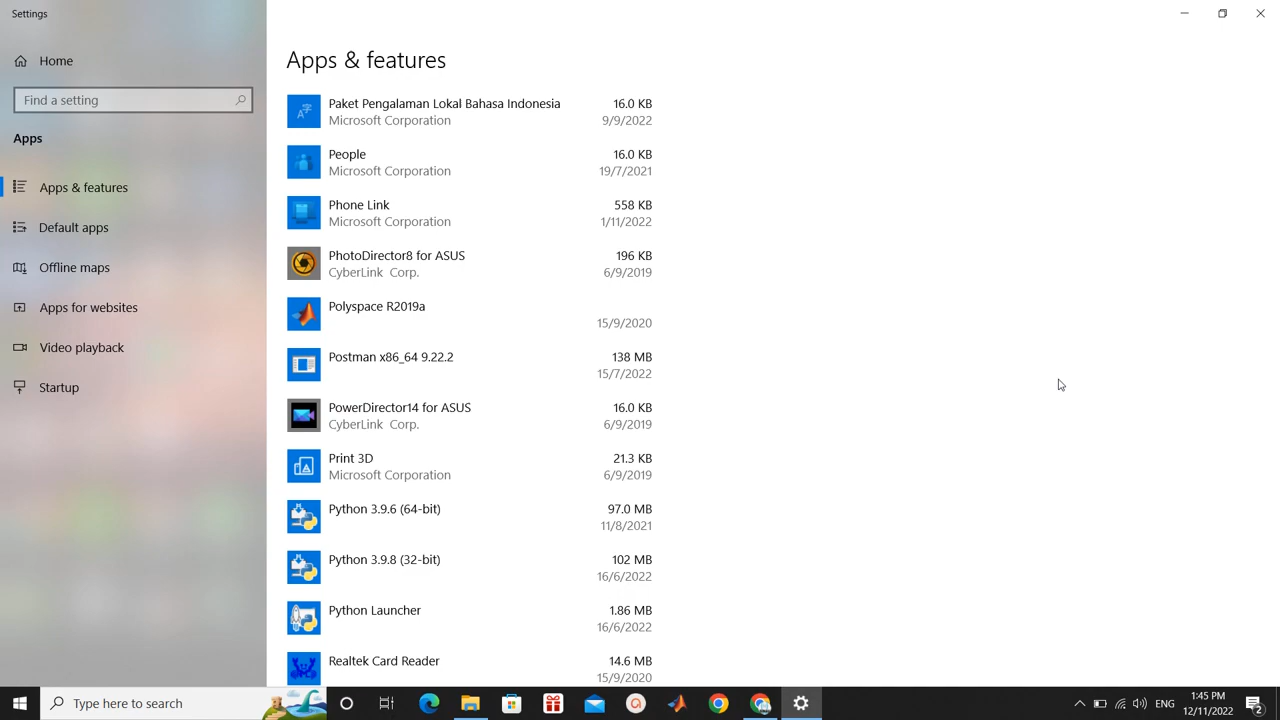 Settings
Home
Find a setting
Apps
Apps & features
Default apps
Offline maps
Apps for websites
Video playback
Startup
Apps & features
Paket Pengalaman Lokal Bahasa Indonesia 16.0 KB
Microsoft Corporation 9/9/2022
People 16.0 KB
Microsoft Corporation 19/7/2021
Phone Link 558 KB
Microsoft Corporation 1/11/2022
PhotoDirector8 for ASUS 196 KB
CyberLink Corp. 6/9/2019
Polyspace R2019a
15/9/2020
Postman x86_64 9.22.2 138 MB
15/7/2022
PowerDirector14 for ASUS 16.0 KB
CyberLink Corp. 6/9/2019
Print 3D 21.3 KB
Microsoft Corporation 6/9/2019
Python 3.9.6 (64-bit) 97.0 MB
11/8/2021
Python 3.9.8 (32-bit) 102 MB
16/6/2022
Python Launcher 1.86 MB
16/6/2022
Realtek Card Reader 14.6 MB
15/9/2020
Type here to search
ENG
1:45 PM
12/11/2022
2